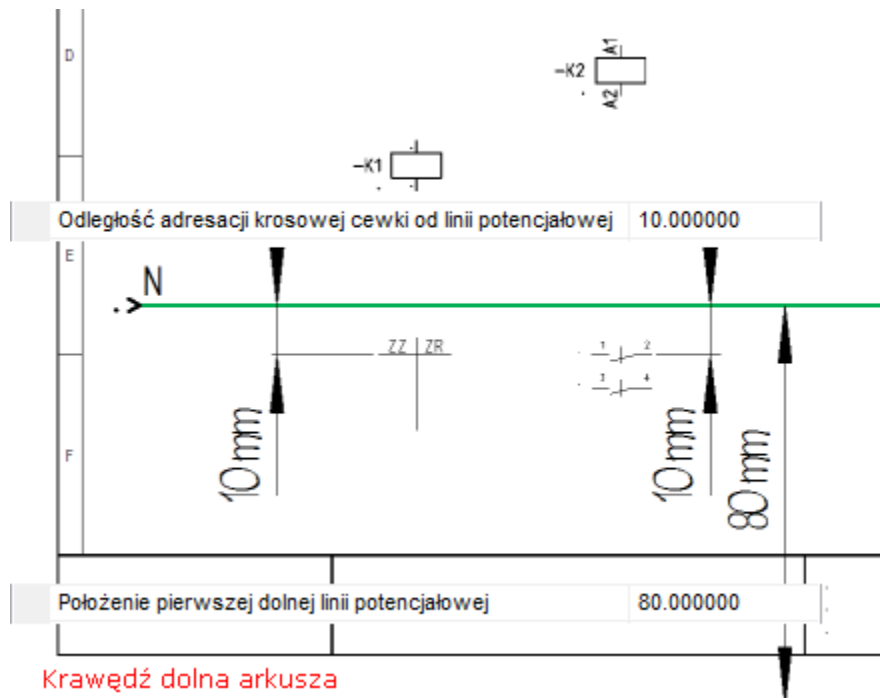 D
A1
–K2
A2
–K1
Odległość adresacji krosowej cewki od linii potencjałowej 10.000000
E
N
ZZ ZR
1 2
3 4
F
10mm
10mm
80mm
Położenie pierwszej dolnej linii potencjałowej 80.000000
Krawędź dolna arkusza